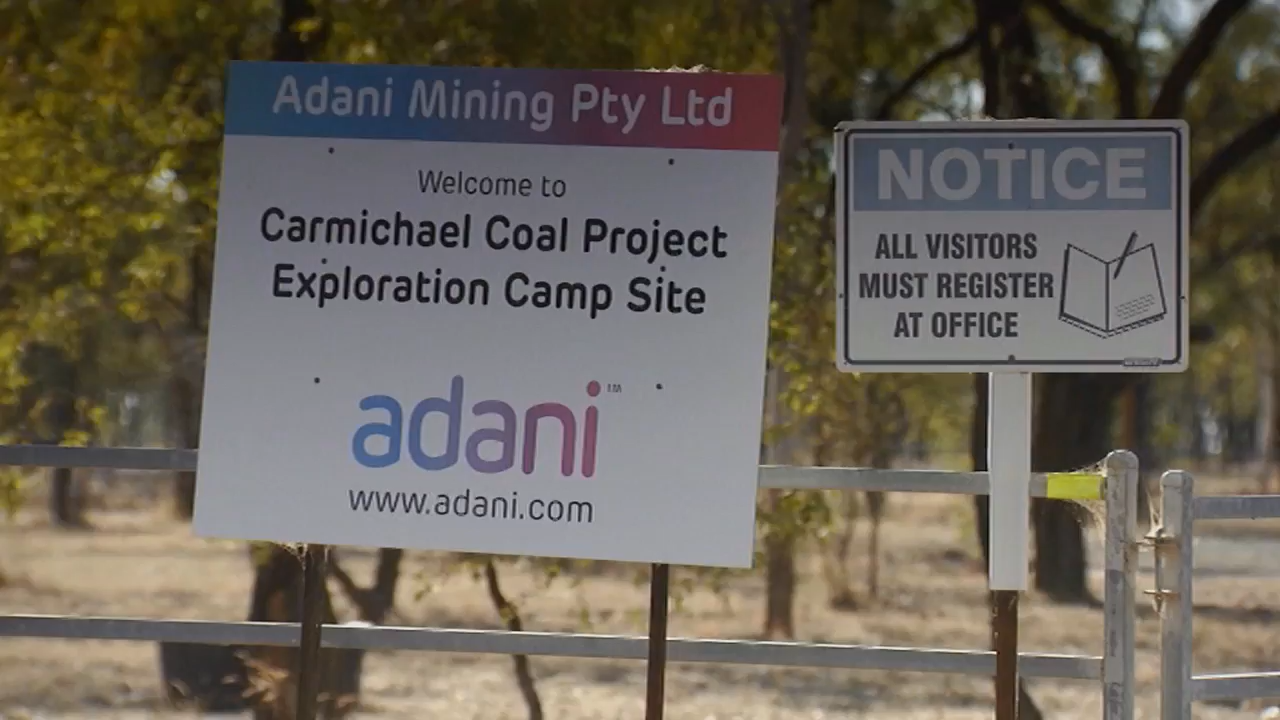 Adani Mining Pty Ltd
Welcome to
Carmichael Coal Project
Exploration Camp Site
adani™
www.adani.com
NOTICE
ALL VISITORS
MUST REGISTER
AT OFFICE